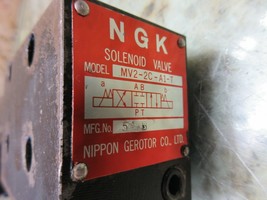 NGK
SOLENOID VALVE
MODEL MV2-2C-A1-T
a A B b
P T
MFG.No.
NIPPON GEROTOR CO., LTD.